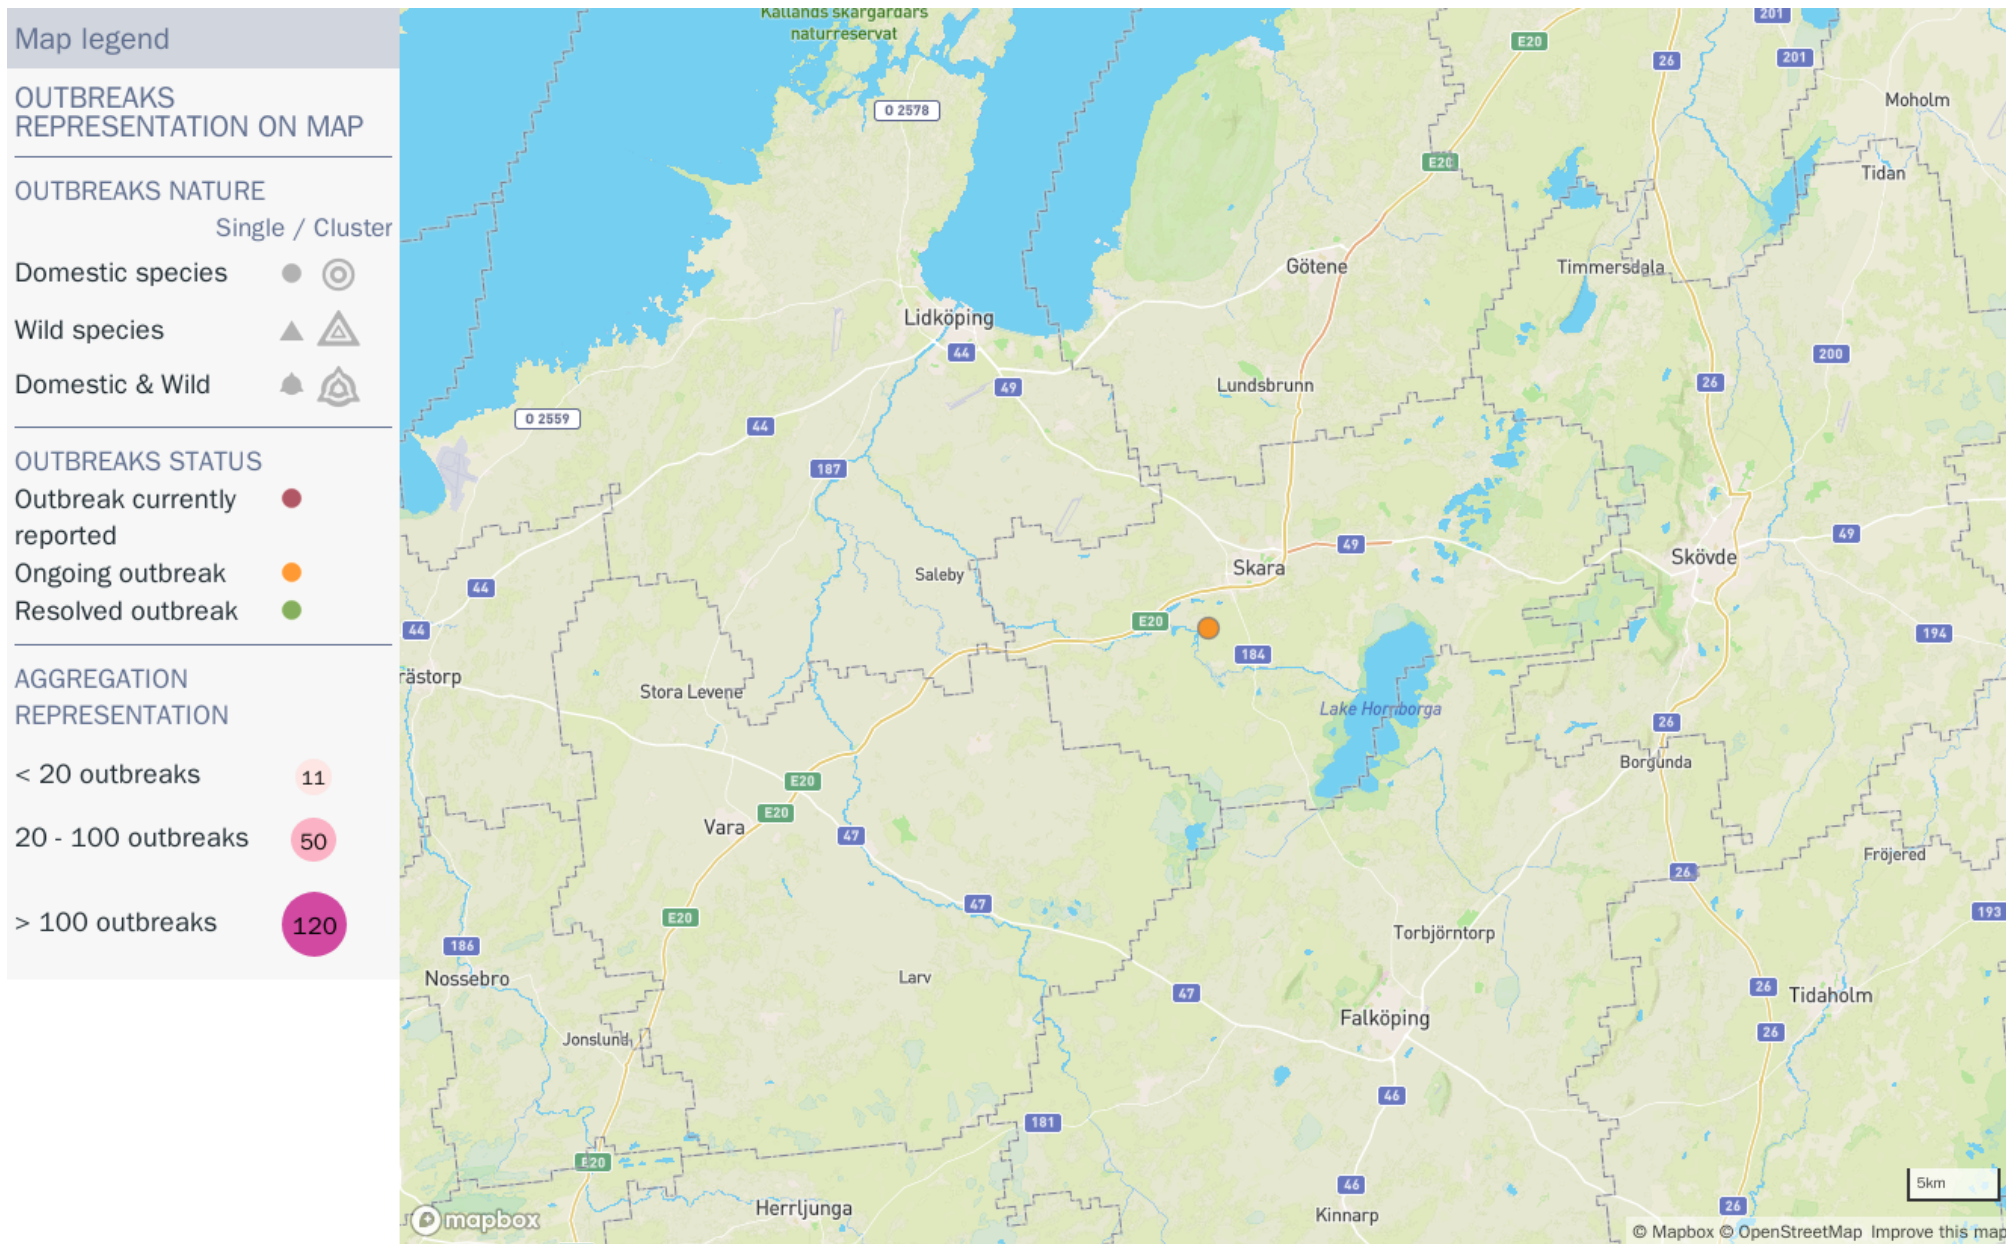 Map legend
OUTBREAKS
REPRESENTATION ON MAP
OUTBREAKS NATURE
Single / Cluster
Domestic species
Wild species
Domestic & Wild
OUTBREAKS STATUS
Outbreak currently
reported
Ongoing outbreak
Resolved outbreak
AGGREGATION
REPRESENTATION
< 20 outbreaks 11
20 - 100 outbreaks 50
> 100 outbreaks 120
Kållands skärgårdars
naturreservat
201
E20
26
201
Moholm
O 2578
E20
Tidan
Götene
Timmersdala
Lidköping
44
200
49
Lundsbrunn
26
O 2559
44
187
49
49
Skövde
Skara
Saleby
44
E20
44
194
184
rästorp
Stora Levene
Lake Hornborga
26
Borgunda
E20
E20
Vara
47
Fröjered
26
47
193
E20
Torbjörntorp
186
Nossebro
Larv
26
47
Tidaholm
Falköping
26
Jonslund
46
181
E20
5km
46
26
Herrljunga
Kinnarp
mapbox
© Mapbox © OpenStreetMap Improve this map